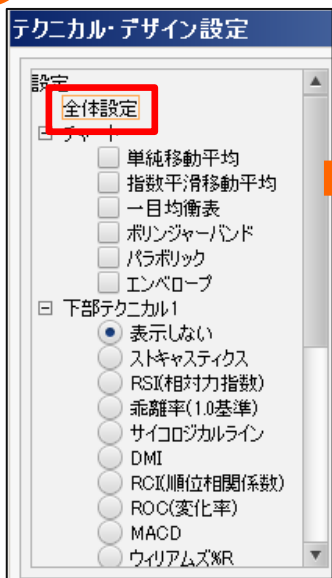 テクニカル・デザイン設定
設定
全体設定
チャート
単純移動平均
指数平滑移動平均
一目均衡表
ボリンジャーバンド
パラボリック
エンベロープ
下部テクニカル1
表示しない
ストキャスティクス
RSI(相対力指数)
乖離率(1.0基準)
サイコロジカルライン
DMI
RCI(順位相関係数)
ROC(変化率)
MACD
ウィリアムズ%R